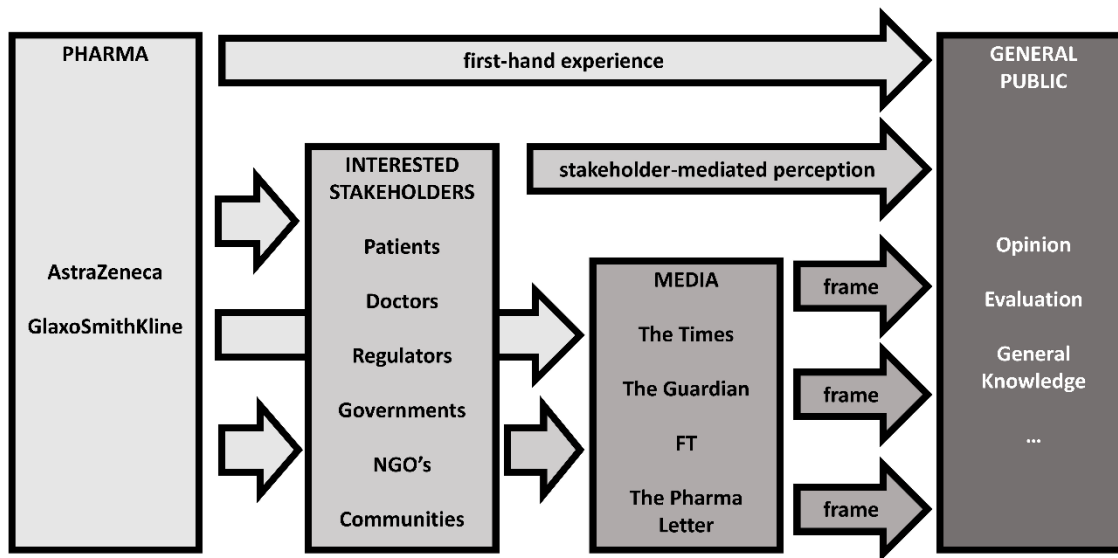 PHARMA
AstraZeneca
GlaxoSmithKline
first-hand experience
INTERESTED
STAKEHOLDERS
Patients
Doctors
Regulators
Governments
NGO's
Communities
stakeholder-mediated perception
MEDIA
The Times
The Guardian
FT
The Pharma
Letter
frame
frame
frame
GENERAL
PUBLIC
Opinion
Evaluation
General
Knowledge
...